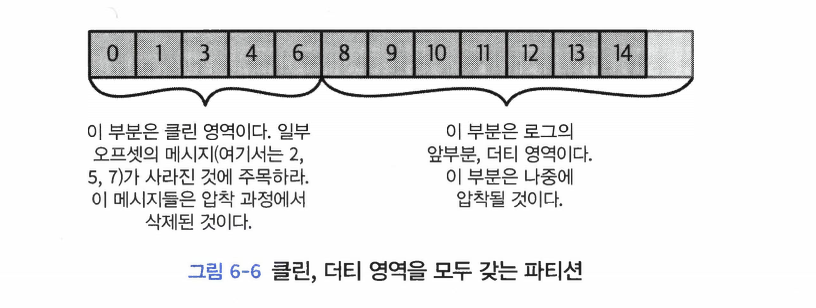 0 1 3 4 6 8 9 10 11 12 13 14
이 부분은 클린 영역이다. 일부
오프셋의 메시지(여기서는 2,
5, 7)가 사라진 것에 주목하라.
이 메시지들은 압착 과정에서
삭제된 것이다.
이 부분은 로그의
앞부분, 더티 영역이다.
이 부분은 나중에
압착될 것이다.
그림 6-6 클린, 더티 영역을 모두 갖는 파티션